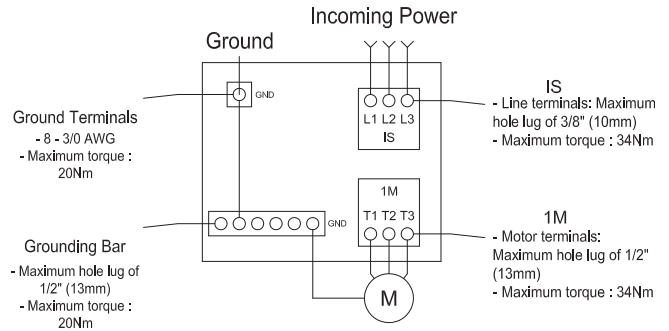 Incoming Power
Ground
GND
L1 L2 L3
IS
IS
- Line terminals: Maximum
hole lug of 3/8" (10mm)
- Maximum torque : 34Nm
Ground Terminals
- 8 - 3/0 AWG
- Maximum torque :
20Nm
1M
T1 T2 T3
GND
M
Grounding Bar
- Maximum hole lug of
1/2" (13mm)
- Maximum torque :
20Nm
1M
- Motor terminals:
Maximum hole lug of 1/2"
(13mm)
- Maximum torque : 34Nm